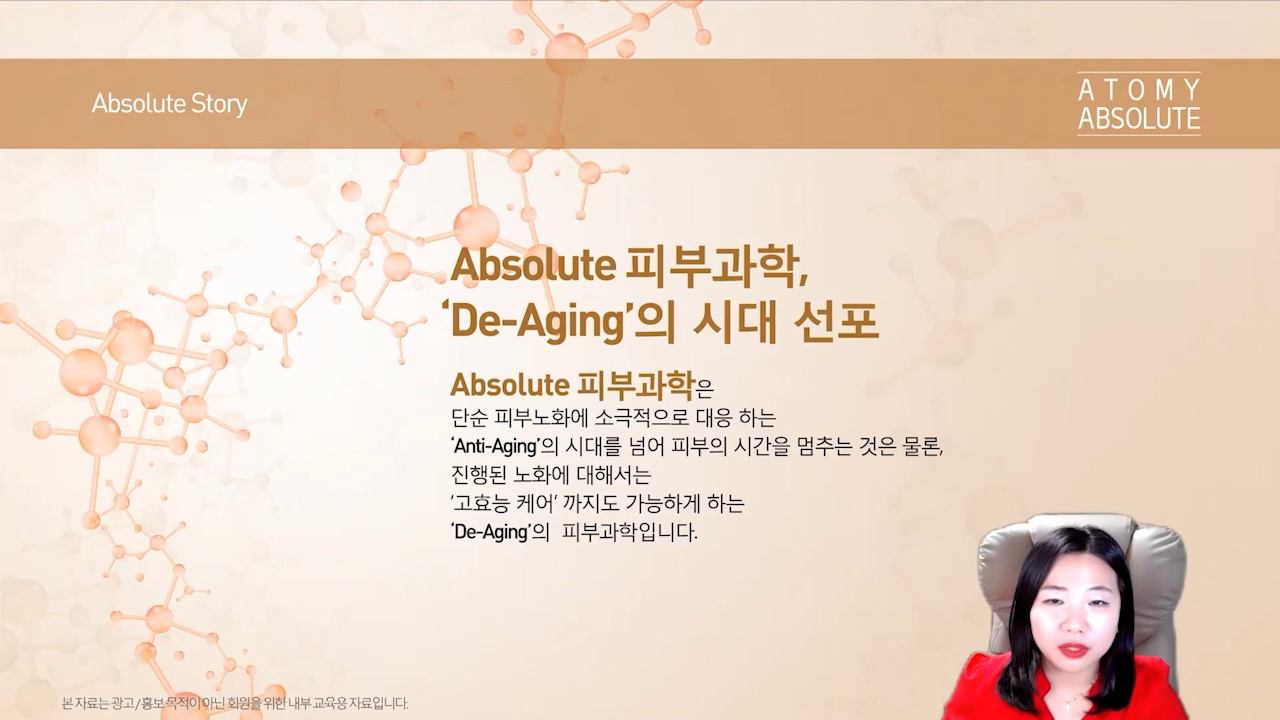 Absolute Story
ATOMY
ABSOLUTE
Absolute 피부과학,
‘De-Aging’의 시대 선포
Absolute 피부과학은
단순 피부노화에 소극적으로 대응 하는
‘Anti-Aging’의 시대를 넘어 피부의 시간을 멈추는 것은 물론,
진행된 노화에 대해서는
‘고효능 케어’ 까지도 가능하게 하는
‘De-Aging’의 피부과학입니다.
본 자료는 광고/홍보 목적이 아닌 회원을 위한 내부 교육용 자료입니다.